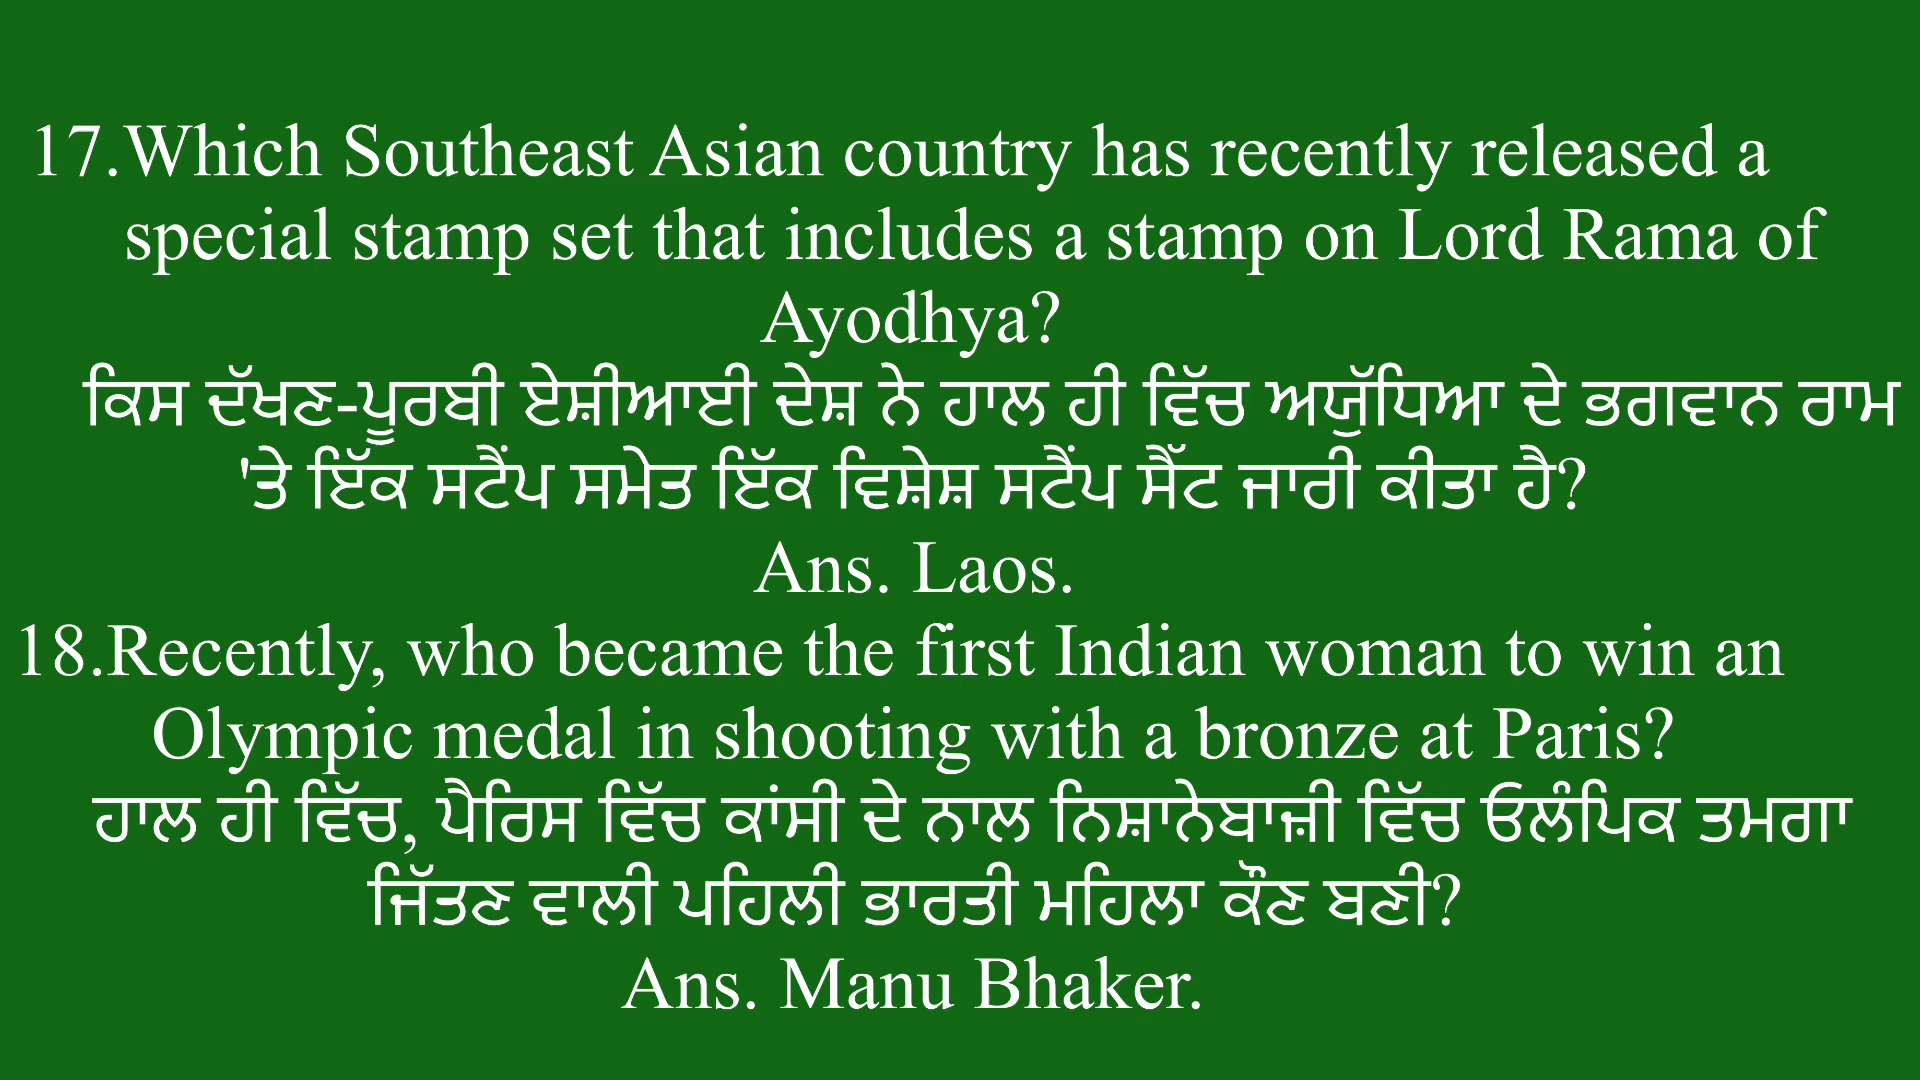 17.Which Southeast Asian country has recently released a
special stamp set that includes a stamp on Lord Rama of
Ayodhya?
ਕਿਸ ਦੱਖਣ-ਪੂਰਬੀ ਏਸ਼ੀਆਈ ਦੇਸ਼ ਨੇ ਹਾਲ ਹੀ ਵਿੱਚ ਅਯੁੱਧਿਆ ਦੇ ਭਗਵਾਨ ਰਾਮ
'ਤੇ ਇੱਕ ਸਟੈਂਪ ਸਮੇਤ ਇੱਕ ਵਿਸ਼ੇਸ਼ ਸਟੈਂਪ ਸੈੱਟ ਜਾਰੀ ਕੀਤਾ ਹੈ?
Ans. Laos.
18.Recently, who became the first Indian woman to win an
Olympic medal in shooting with a bronze at Paris?
ਹਾਲ ਹੀ ਵਿੱਚ, ਪੈਰਿਸ ਵਿੱਚ ਕਾਂਸੀ ਦੇ ਨਾਲ ਨਿਸ਼ਾਨੇਬਾਜ਼ੀ ਵਿੱਚ ਓਲੰਪਿਕ ਤਮਗਾ
ਜਿੱਤਣ ਵਾਲੀ ਪਹਿਲੀ ਭਾਰਤੀ ਮਹਿਲਾ ਕੌਣ ਬਣੀ?
Ans. Manu Bhaker.